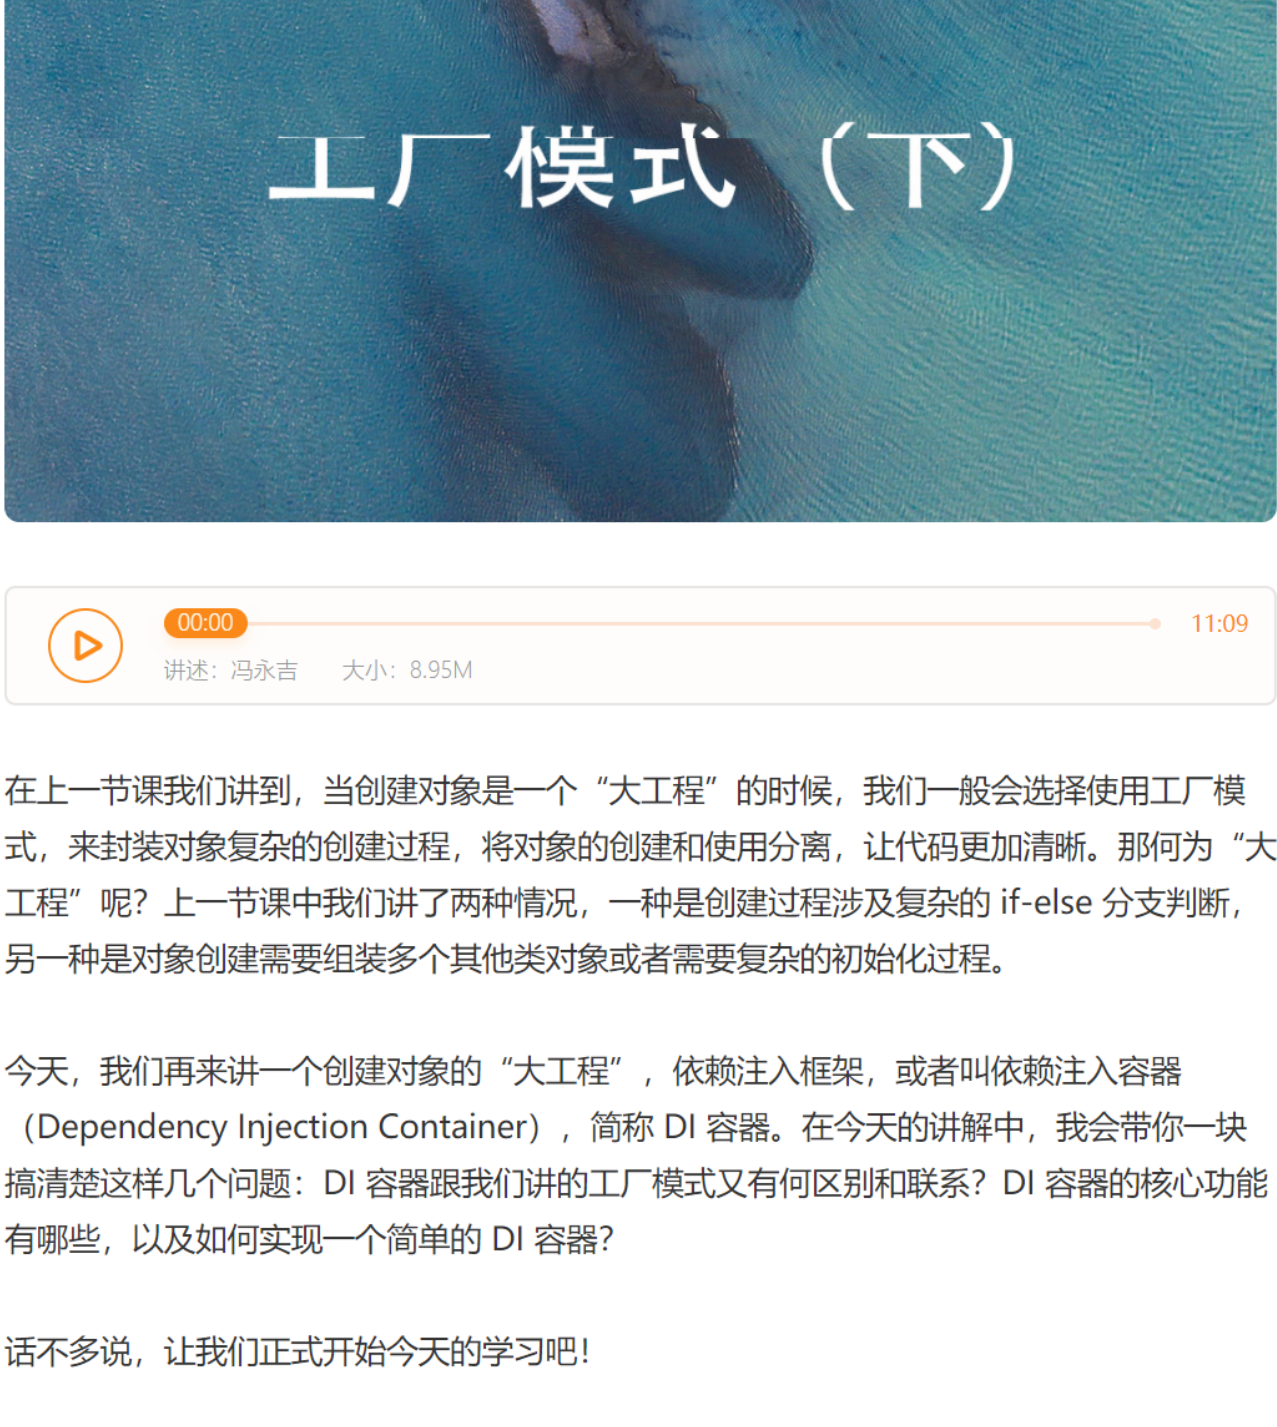 工厂模式（下）
00:00
11:09
讲述：冯永吉 大小：8.95M
在上一节课我们讲到，当创建对象是一个“大工程”的时候，我们一般会选择使用工厂模
式，来封装对象复杂的创建过程，将对象的创建和使用分离，让代码更加清晰。那何为“大
工程”呢？上一节课中我们讲了两种情况，一种是创建过程涉及复杂的 if-else 分支判断，
另一种是对象创建需要组装多个其他类对象或者需要复杂的初始化过程。
今天，我们再来讲一个创建对象的“大工程”，依赖注入框架，或者叫依赖注入容器
（Dependency Injection Container），简称 DI 容器。在今天的讲解中，我会带你一块
搞清楚这样几个问题：DI 容器跟我们讲的工厂模式又有何区别和联系？DI 容器的核心功能
有哪些，以及如何实现一个简单的 DI 容器？
话不多说，让我们正式开始今天的学习吧！